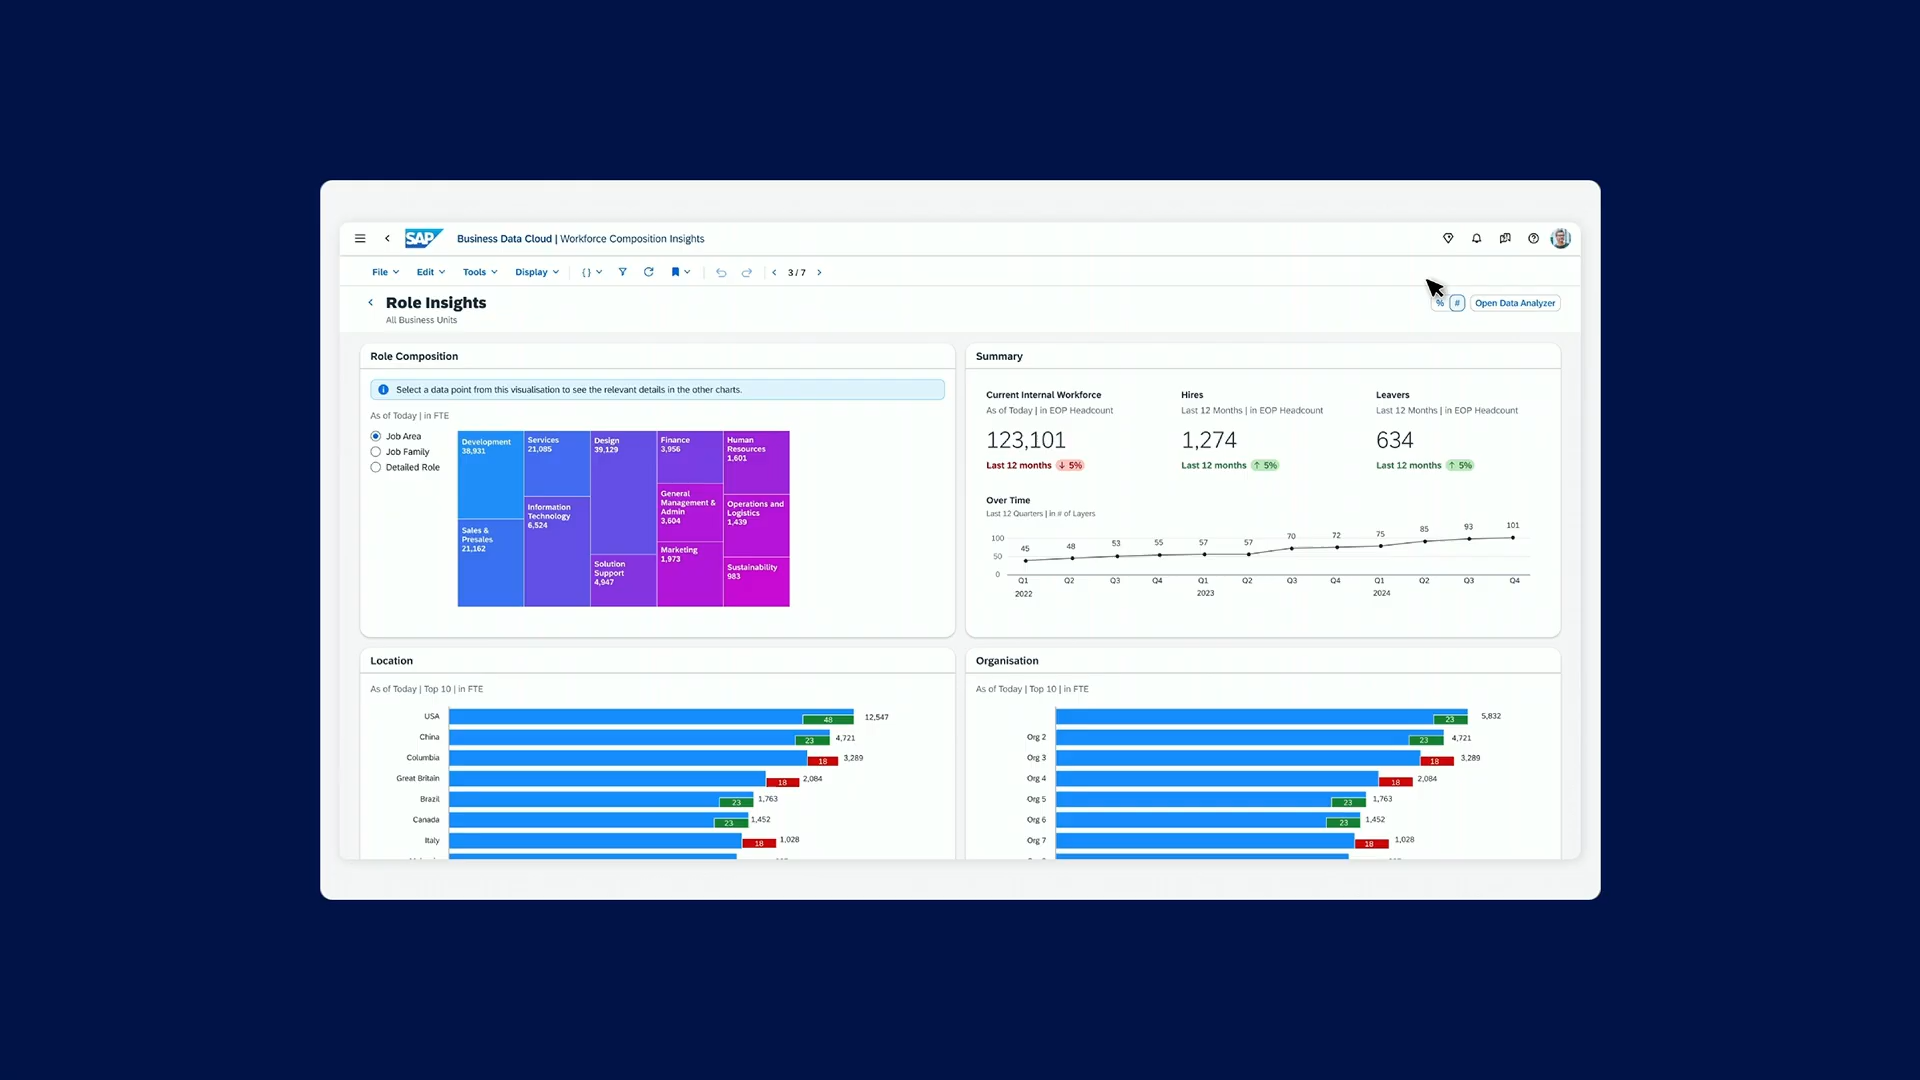 SAP
Business Data Cloud | Workforce Composition Insights
File
Edit
Tools
Display
{ }
3 / 7
Role Insights
All Business Units
%
#
Open Data Analyzer
Role Composition
Select a data point from this visualisation to see the relevant details in the other charts.
As of Today | in FTE
Job Area
Job Family
Detailed Role
Development
38,931
Sales &
Presales
21,162
Services
21,085
Information
Technology
6,524
Design
39,129
Solution
Support
4,947
Finance
3,956
General
Management &
Admin
3,604
Marketing
1,973
Human
Resources
1,601
Operations and
Logistics
1,439
Sustainability
983
Summary
Current Internal Workforce
As of Today | in EOP Headcount
123,101
Last 12 months ↓ 5%
Hires
Last 12 Months | in EOP Headcount
1,274
Last 12 months ↑ 5%
Leavers
Last 12 Months | in EOP Headcount
634
Last 12 months ↑ 5%
Over Time
Last 12 Quarters | in # of Layers
100
50
0
45 48 53 55 57 57 70 72 75 85 93 101
Q1 Q2 Q3 Q4 Q1 Q2 Q3 Q4 Q1 Q2 Q3 Q4
2022 2023 2024
Location
As of Today | Top 10 | in FTE
USA 48 12,547
China 23 4,721
Columbia 18 3,289
Great Britain 18 2,084
Brazil 23 1,763
Canada 23 1,452
Italy 18 1,028
Organisation
As of Today | Top 10 | in FTE
23 5,832
Org 2 23 4,721
Org 3 18 3,289
Org 4 18 2,084
Org 5 23 1,763
Org 6 23 1,452
Org 7 18 1,028